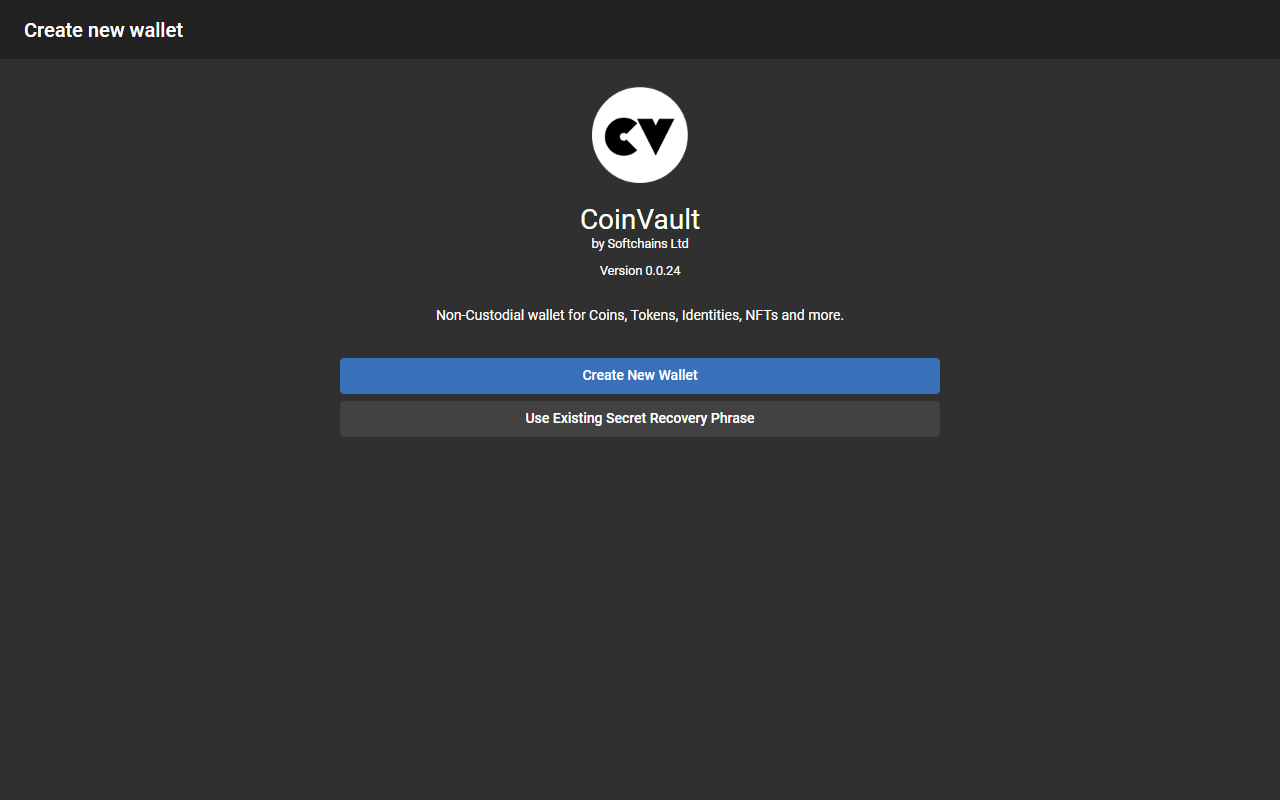 Create new wallet
CV
CoinVault
by Softchains Ltd
Version 0.0.24
Non-Custodial wallet for Coins, Tokens, Identities, NFTs and more.
Create New Wallet
Use Existing Secret Recovery Phrase